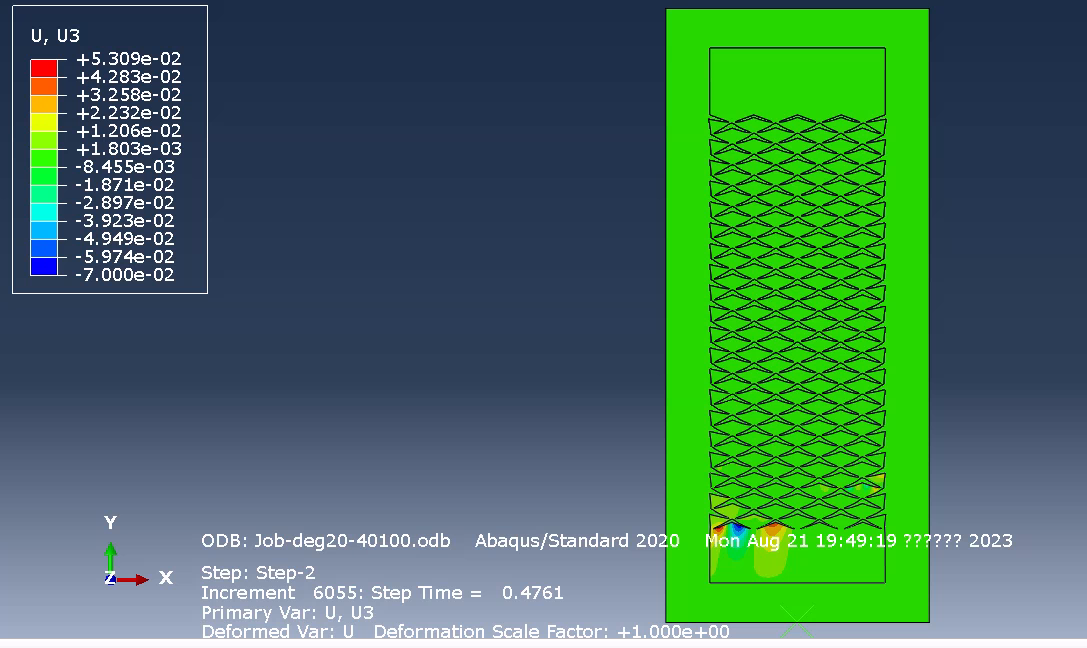 U, U3
+5.309e-02
+4.283e-02
+3.258e-02
+2.232e-02
+1.206e-02
+1.803e-03
-8.455e-03
-1.871e-02
-2.897e-02
-3.923e-02
-4.949e-02
-5.974e-02
-7.000e-02
Y
Z X
ODB: Job-deg20-40100.odb Abaqus/Standard 2020 Mon Aug 21 19:49:19 ?????? 2023
Step: Step-2
Increment 6055: Step Time = 0.4761
Primary Var: U, U3
Deformed Var: U Deformation Scale Factor: +1.000e+00